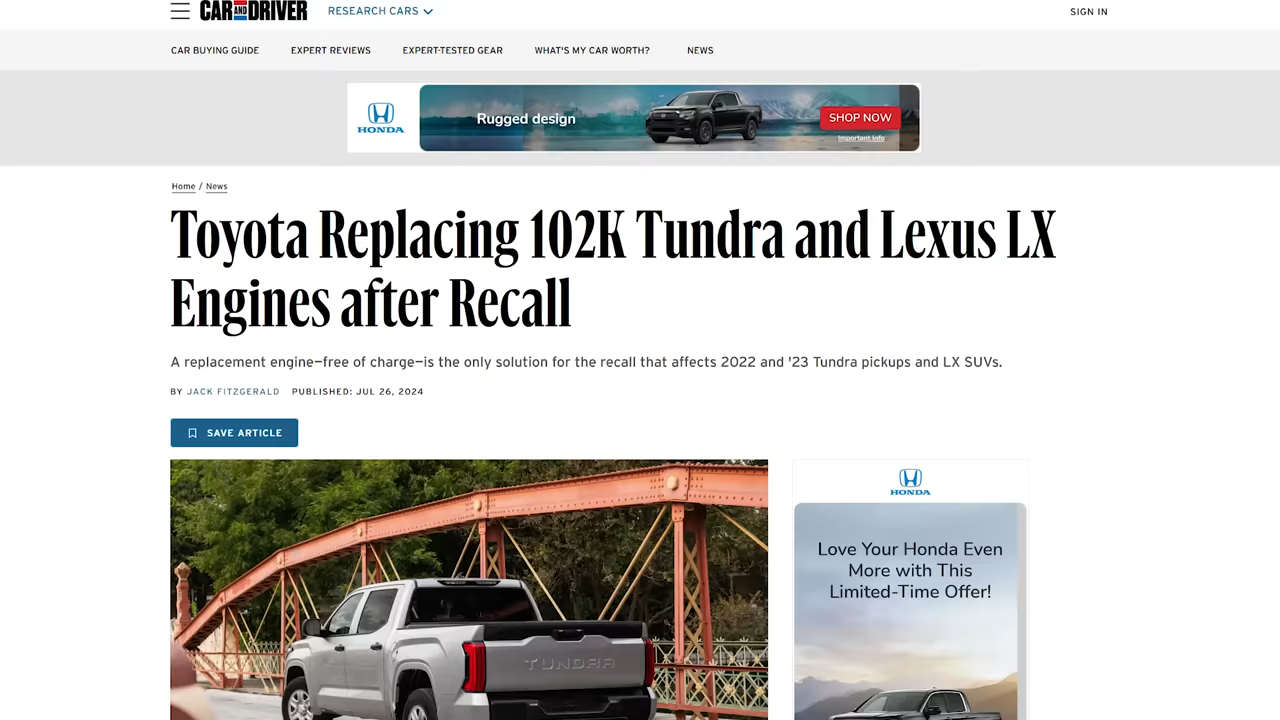 CAR AND DRIVER
RESEARCH CARS
SIGN IN
CAR BUYING GUIDE
EXPERT REVIEWS
EXPERT-TESTED GEAR
WHAT'S MY CAR WORTH?
NEWS
HONDA
Rugged design
SHOP NOW
Important Info
Home / News
Toyota Replacing 102K Tundra and Lexus LX
Engines after Recall
A replacement engine—free of charge—is the only solution for the recall that affects 2022 and '23 Tundra pickups and LX SUVs.
BY JACK FITZGERALD PUBLISHED: JUL 26, 2024
SAVE ARTICLE
TUNDRA
HONDA
Love Your Honda Even
More with This
Limited-Time Offer!